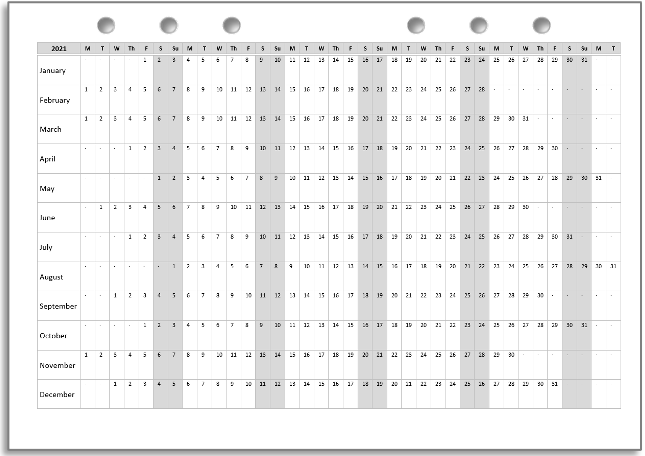 2021 M T W Th F S Su M T W Th F S Su M T W Th F S Su M T W Th F S Su M T W Th F S Su M T
January 1 2 3 4 5 6 7 8 9 10 11 12 13 14 15 16 17 18 19 20 21 22 23 24 25 26 27 28 29 30 31
February 1 2 3 4 5 6 7 8 9 10 11 12 13 14 15 16 17 18 19 20 21 22 23 24 25 26 27 28
March 1 2 3 4 5 6 7 8 9 10 11 12 13 14 15 16 17 18 19 20 21 22 23 24 25 26 27 28 29 30 31
April 1 2 3 4 5 6 7 8 9 10 11 12 13 14 15 16 17 18 19 20 21 22 23 24 25 26 27 28 29 30
May 1 2 3 4 5 6 7 8 9 10 11 12 13 14 15 16 17 18 19 20 21 22 23 24 25 26 27 28 29 30 31
June 1 2 3 4 5 6 7 8 9 10 11 12 13 14 15 16 17 18 19 20 21 22 23 24 25 26 27 28 29 30
July 1 2 3 4 5 6 7 8 9 10 11 12 13 14 15 16 17 18 19 20 21 22 23 24 25 26 27 28 29 30 31
August 1 2 3 4 5 6 7 8 9 10 11 12 13 14 15 16 17 18 19 20 21 22 23 24 25 26 27 28 29 30 31
September 1 2 3 4 5 6 7 8 9 10 11 12 13 14 15 16 17 18 19 20 21 22 23 24 25 26 27 28 29 30
October 1 2 3 4 5 6 7 8 9 10 11 12 13 14 15 16 17 18 19 20 21 22 23 24 25 26 27 28 29 30 31
November 1 2 3 4 5 6 7 8 9 10 11 12 13 14 15 16 17 18 19 20 21 22 23 24 25 26 27 28 29 30
December 1 2 3 4 5 6 7 8 9 10 11 12 13 14 15 16 17 18 19 20 21 22 23 24 25 26 27 28 29 30 31